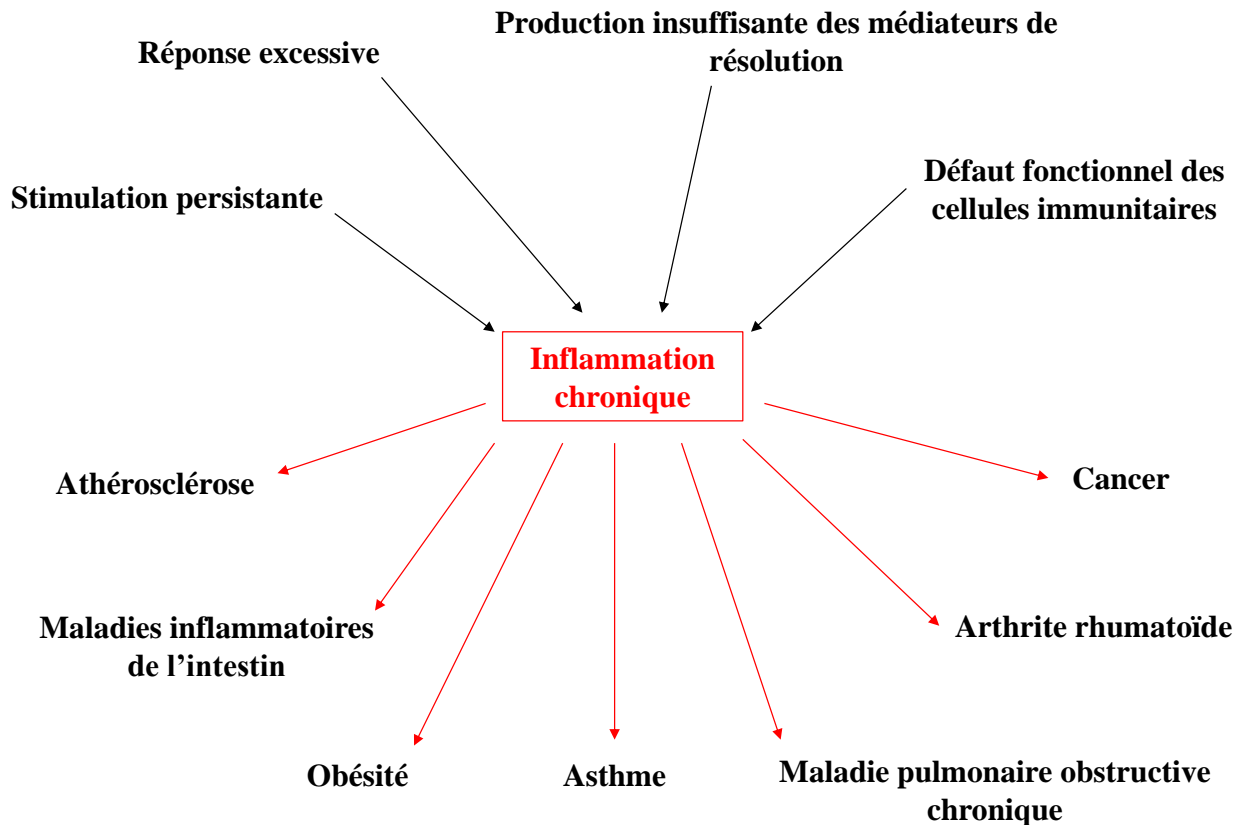 Production insuffisante des médiateurs de
résolution
Réponse excessive
Stimulation persistante
Défaut fonctionnel des
cellules immunitaires
Inflammation
chronique
Athérosclérose
Cancer
Maladies inflammatoires
de l’intestin
Arthrite rhumatoïde
Obésité
Asthme
Maladie pulmonaire obstructive
chronique